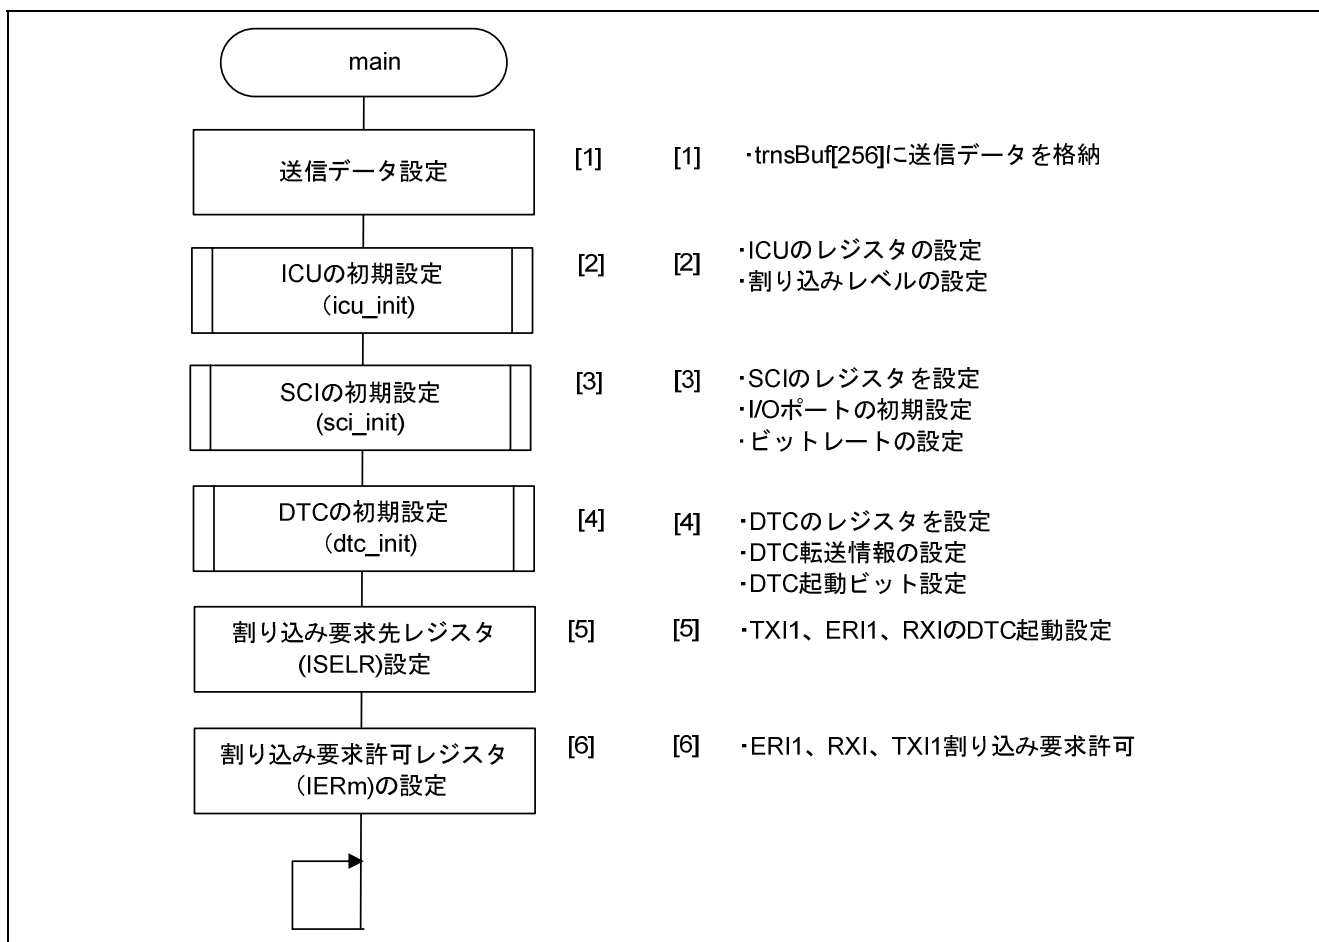 main
送信データ設定
[1]
[1]
・trnsBuf[256]に送信データを格納
ICUの初期設定
（icu_init)
[2]
[2]
・ICUのレジスタの設定
・割り込みレベルの設定
SCIの初期設定
(sci_init)
[3]
[3]
・SCIのレジスタを設定
・I/Oポートの初期設定
・ビットレートの設定
DTCの初期設定
（dtc_init)
[4]
[4]
・DTCのレジスタを設定
・DTC転送情報の設定
・DTC起動ビット設定
割り込み要求先レジスタ
(ISELR)設定
[5]
[5]
・TXI1、ERI1、RXIのDTC起動設定
割り込み要求許可レジスタ
（IERm)の設定
[6]
[6]
・ERI1、RXI、TXI1割り込み要求許可